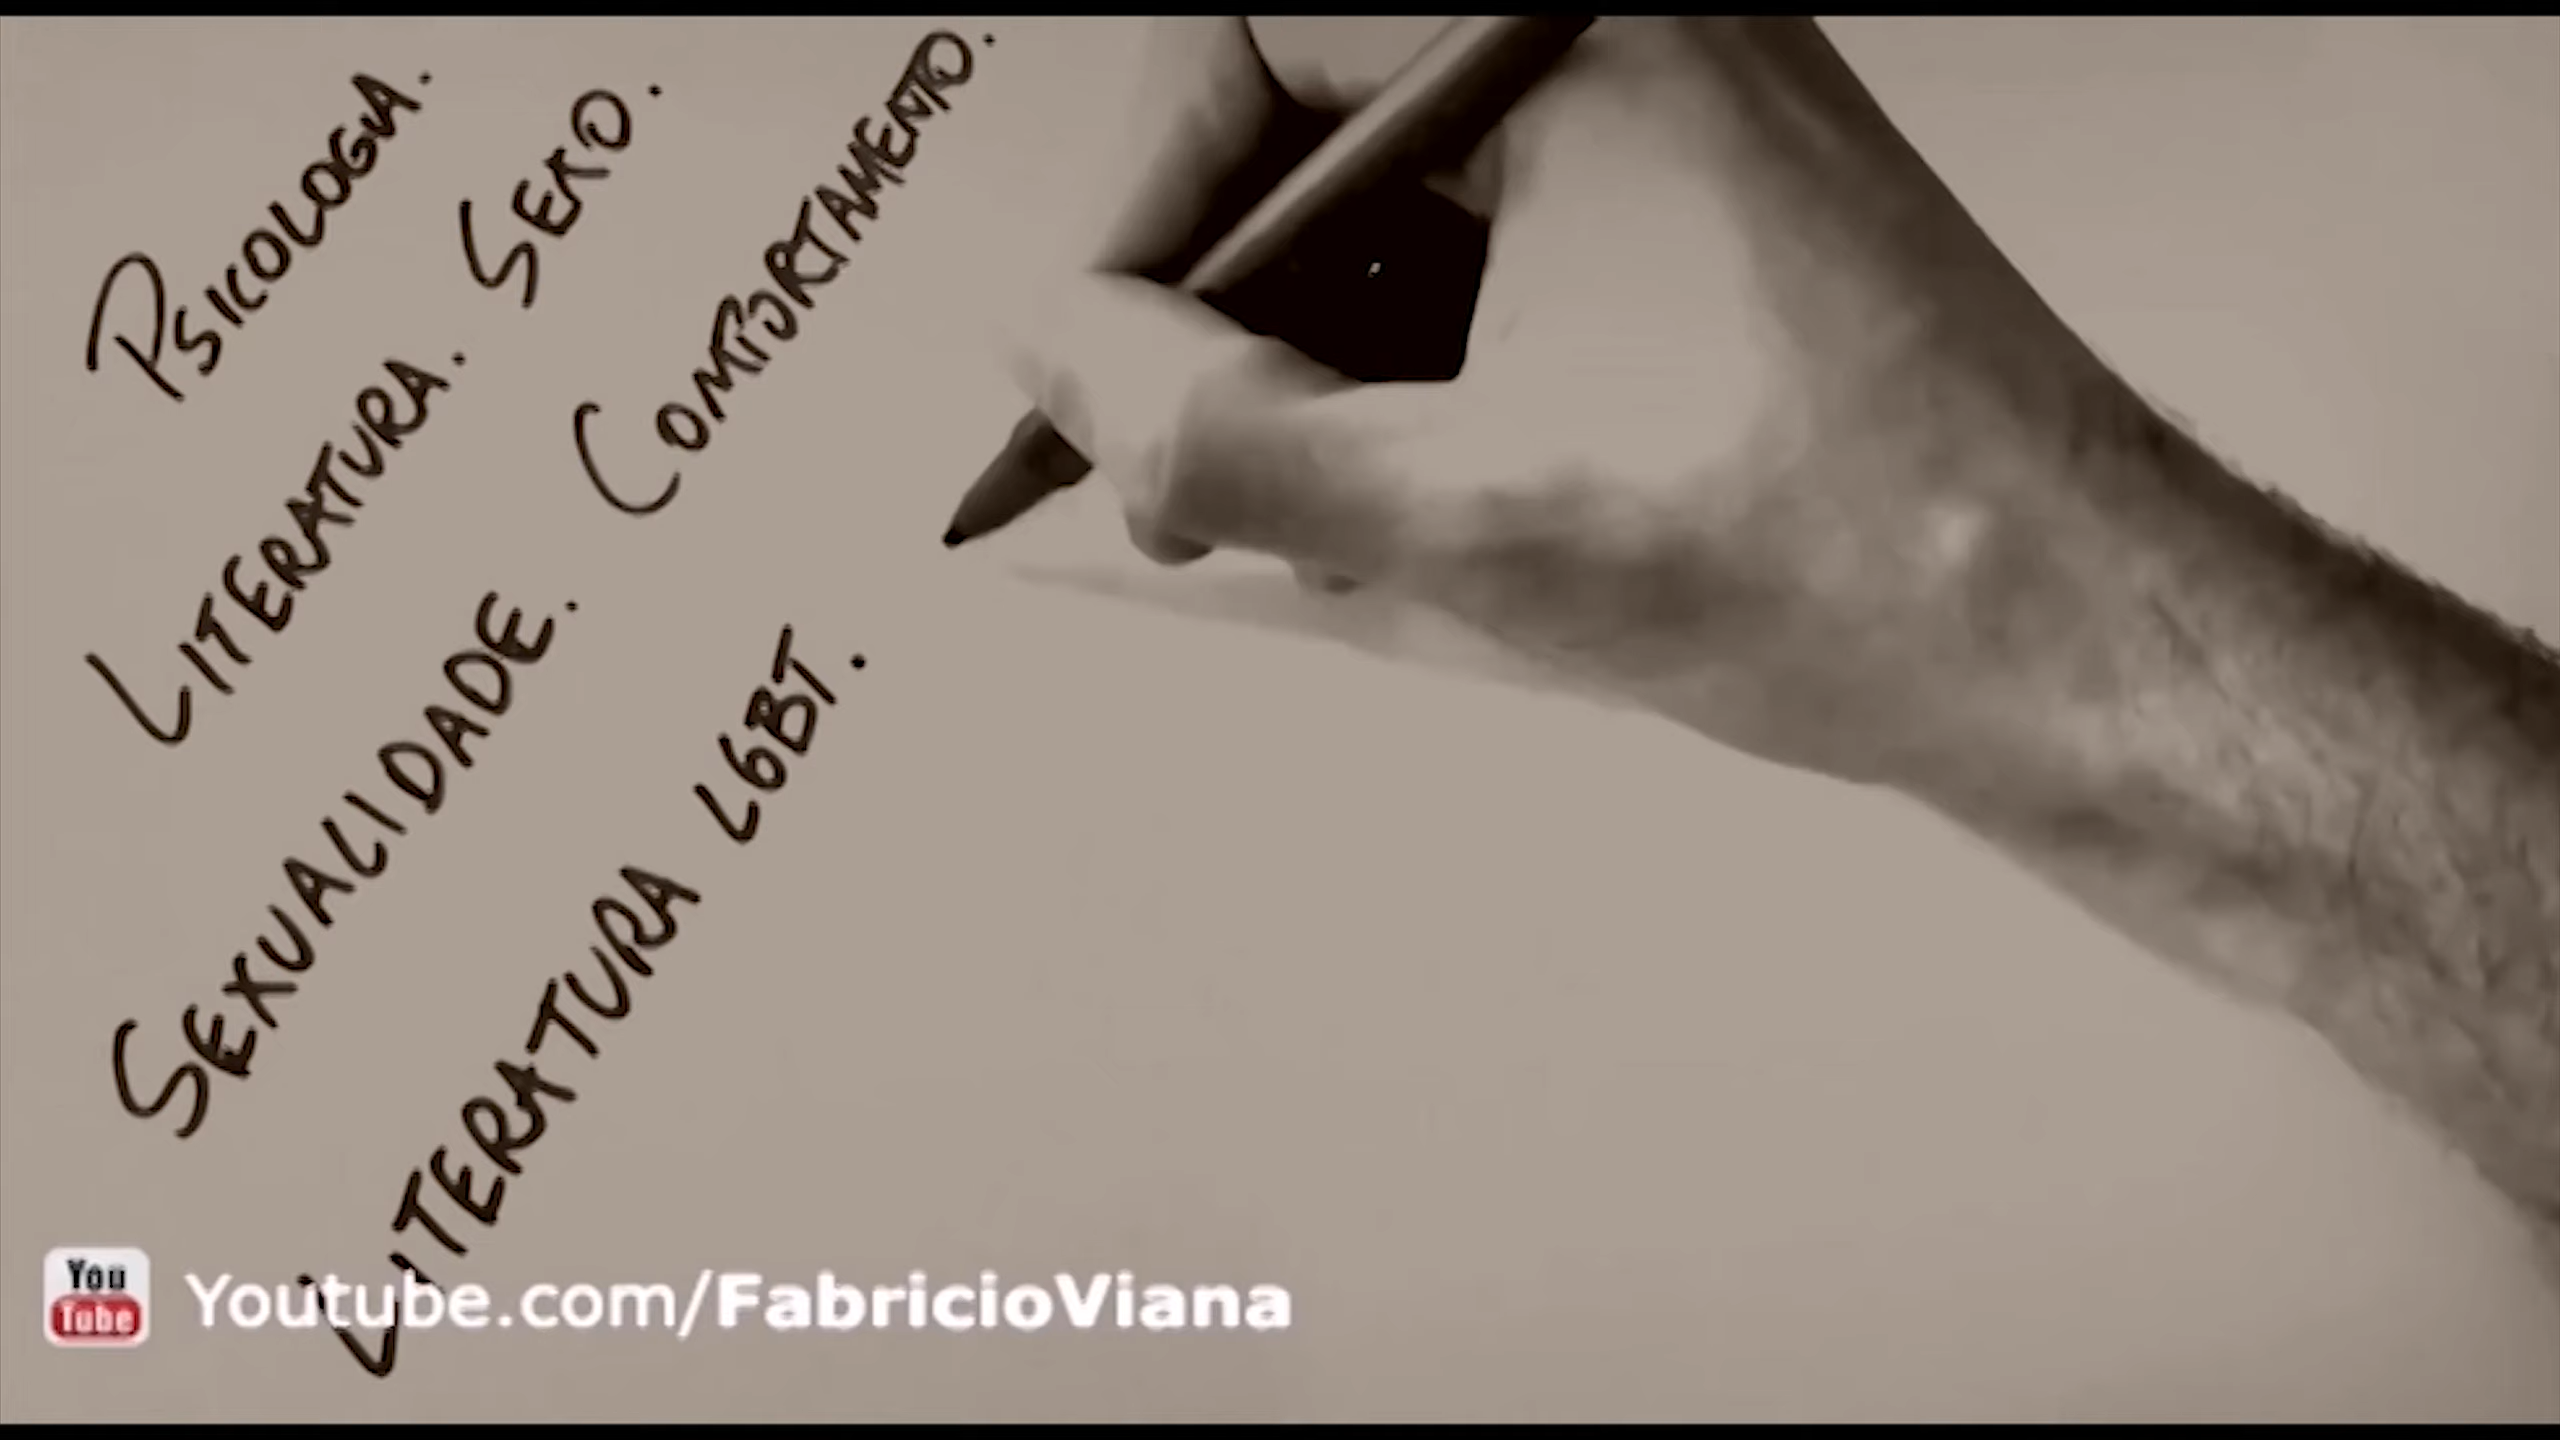 PSICOLOGIA.
LITERATURA. SEXO.
SEXUALIDADE. COMPORTAMENTO.
LITERATURA LGBT.
You Tube Youtube.com/FabricioViana